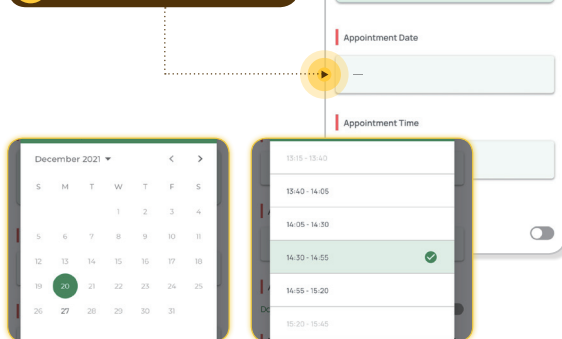 Appointment Date
—
Appointment Time
December 2021
S M T W T F S
1 2 3 4
5 6 7 8 9 10 11
12 13 14 15 16 17 18
19 20 21 22 23 24 25
26 27 28 29 30 31
13:15 - 13:40
13:40 - 14:05
14:05 - 14:30
14:30 - 14:55
14:55 - 15:20
15:20 - 15:45